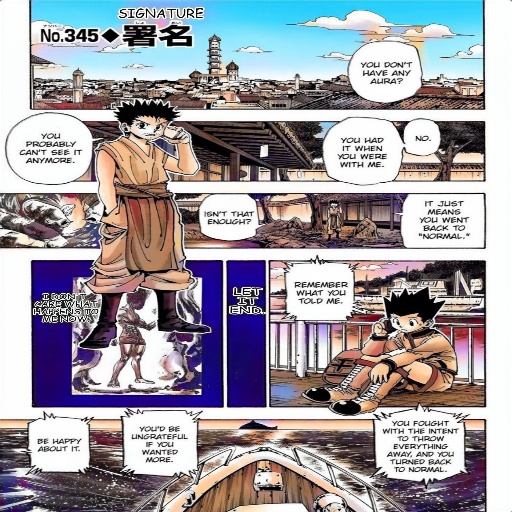 SIGNATURE
No.345◆署名
YOU DON'T
HAVE ANY
AURA?
NO.
YOU HAD
IT WHEN
YOU WERE
WITH ME.
YOU
PROBABLY
CAN'T SEE IT
ANYMORE.
IT JUST
MEANS
YOU WENT
BACK TO
"NORMAL."
ISN'T THAT
ENOUGH?
REMEMBER
WHAT YOU
TOLD ME.
LET
IT
END.
I DON'T
CARE WHAT
HAPPENS TO
ME NOW.
YOU FOUGHT
WITH THE INTENT
TO THROW
EVERYTHING
AWAY, AND YOU
TURNED BACK
TO NORMAL.
YOU'D BE
UNGRATEFUL
IF YOU
WANTED
MORE.
BE HAPPY
ABOUT IT.